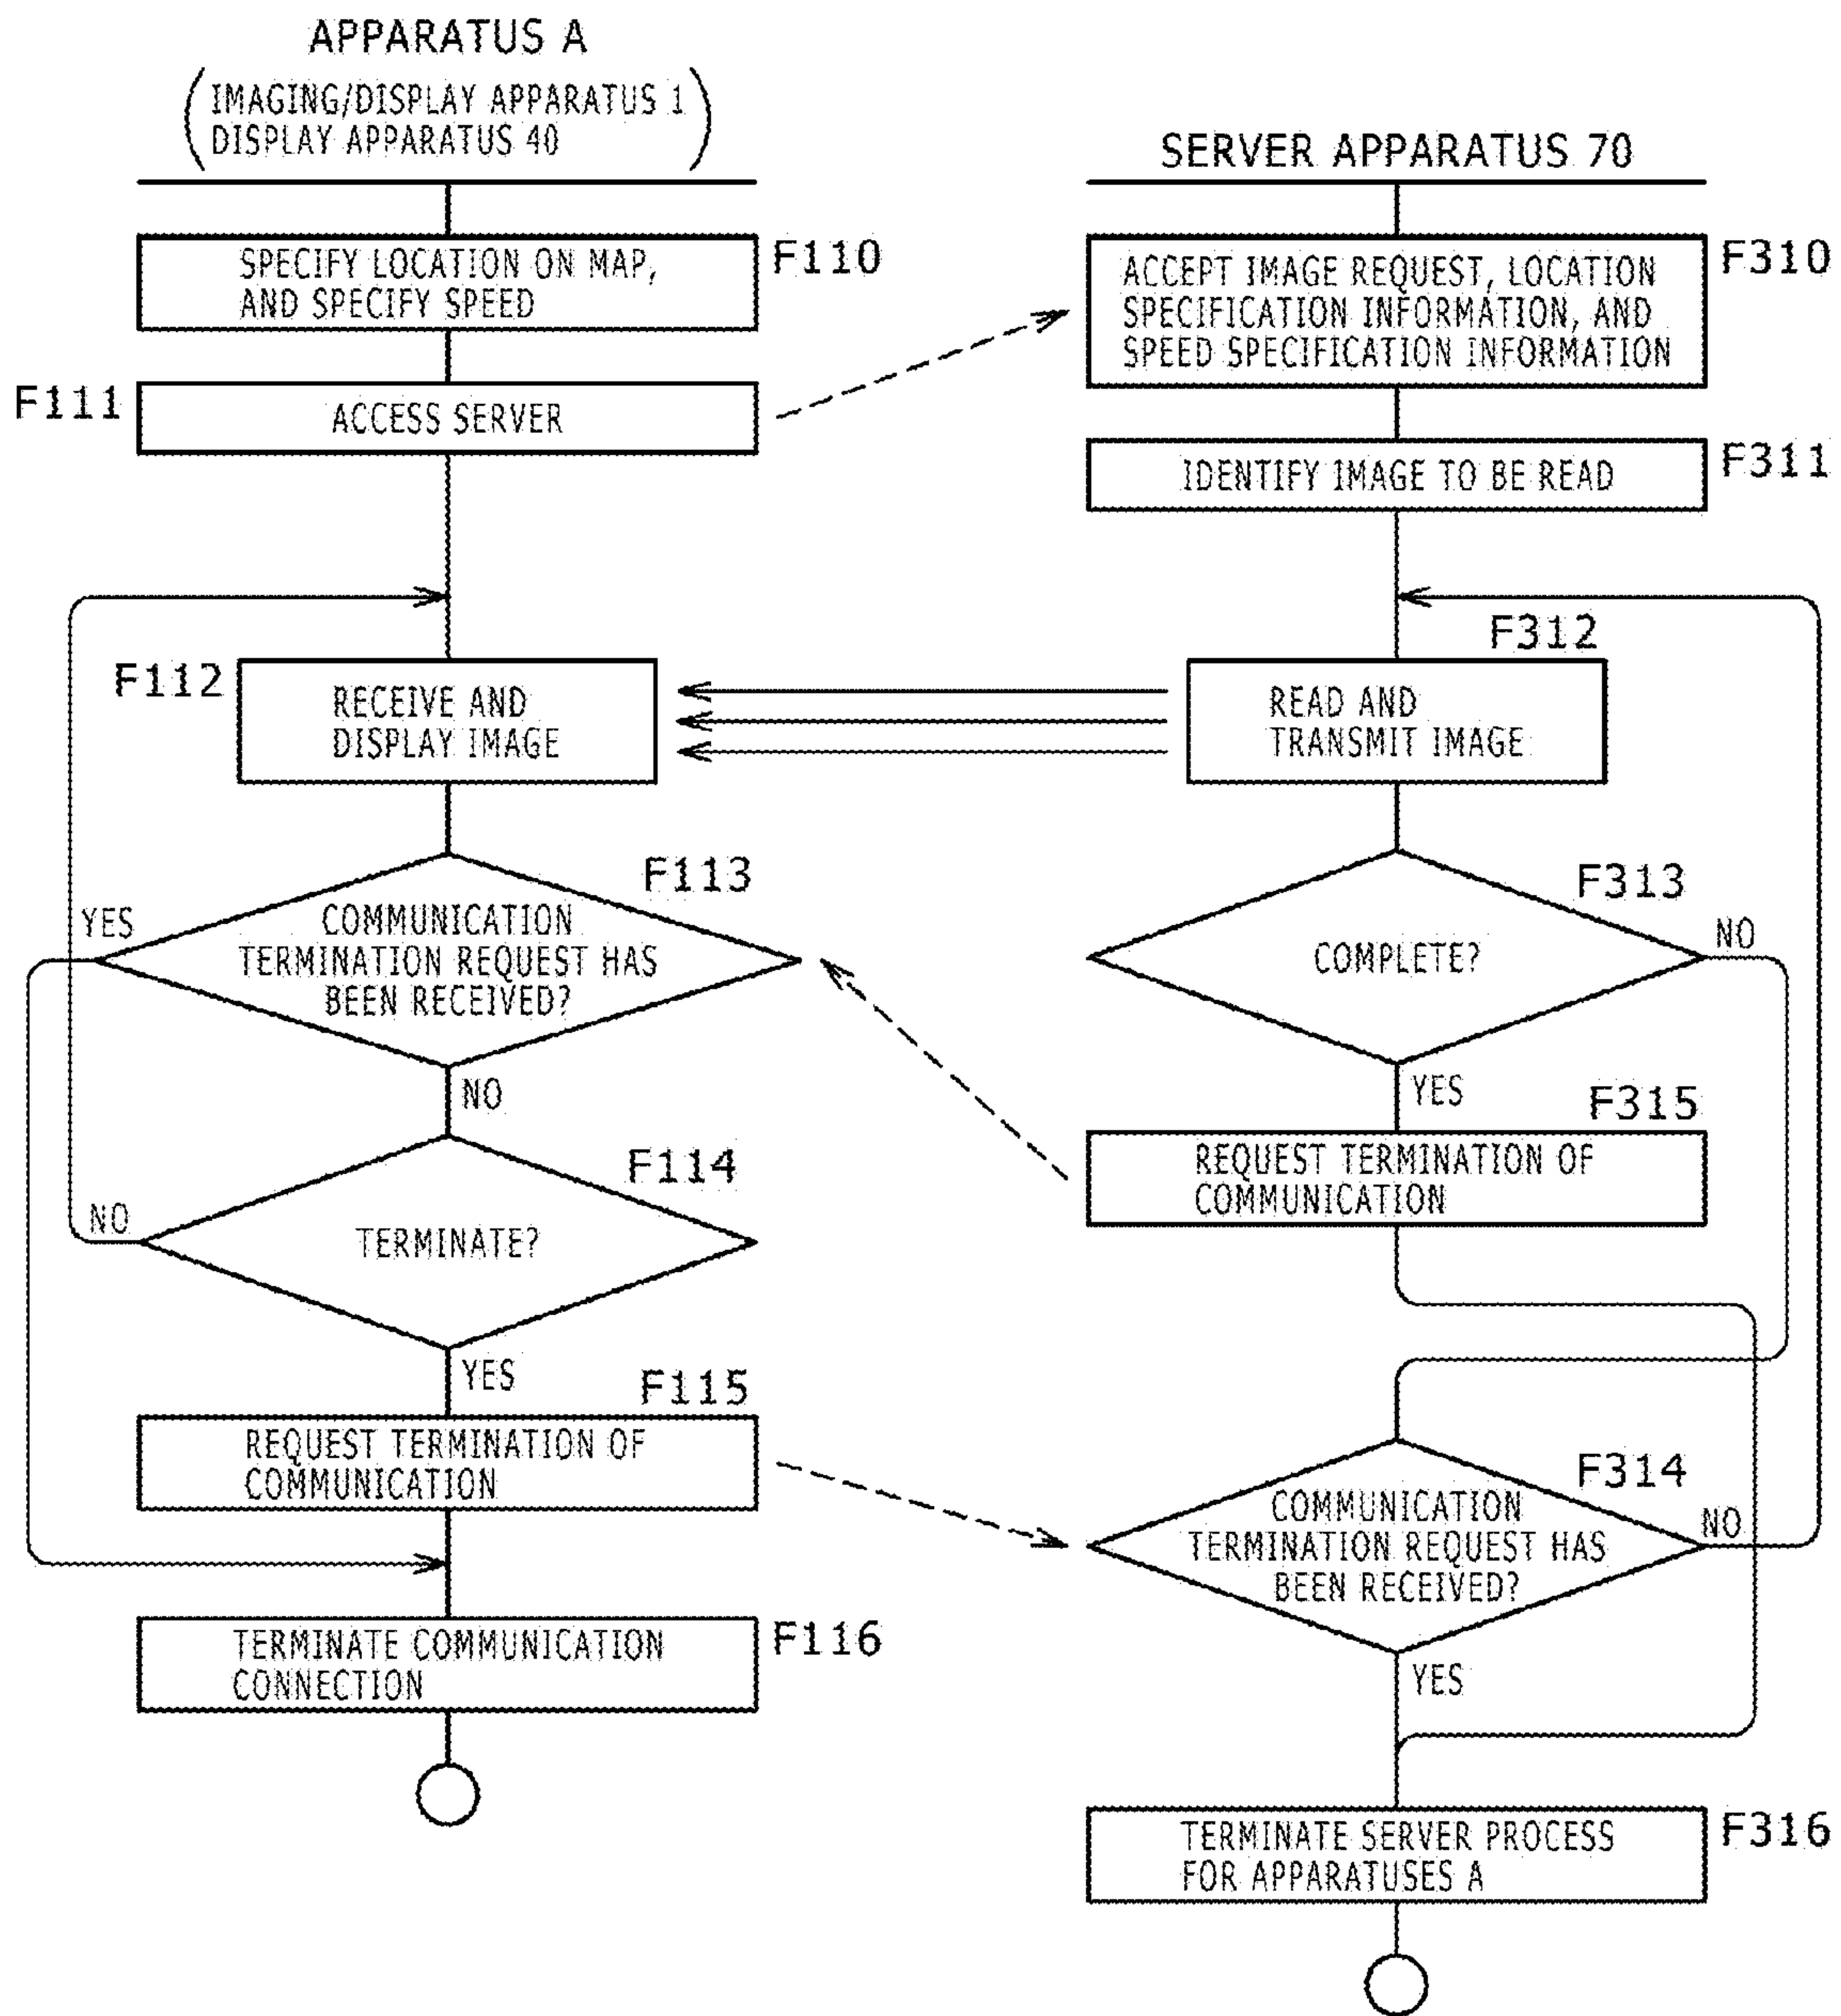 APPARATUS A
(IMAGING/DISPLAY APPARATUS 1
DISPLAY APPARATUS 40)
SPECIFY LOCATION ON MAP,
AND SPECIFY SPEED
F110
F111
ACCESS SERVER
F112
RECEIVE AND
DISPLAY IMAGE
F113
YES
COMMUNICATION
TERMINATION REQUEST HAS
BEEN RECEIVED?
NO
F114
NO
TERMINATE?
YES
F115
REQUEST TERMINATION OF
COMMUNICATION
TERMINATE COMMUNICATION
CONNECTION
F116
SERVER APPARATUS 70
F310
ACCEPT IMAGE REQUEST, LOCATION
SPECIFICATION INFORMATION, AND
SPEED SPECIFICATION INFORMATION
IDENTIFY IMAGE TO BE READ
F311
F312
READ AND
TRANSMIT IMAGE
F313
NO
COMPLETE?
YES
F315
REQUEST TERMINATION OF
COMMUNICATION
F314
COMMUNICATION
TERMINATION REQUEST HAS
BEEN RECEIVED?
NO
YES
TERMINATE SERVER PROCESS
FOR APPARATUSES A
F316